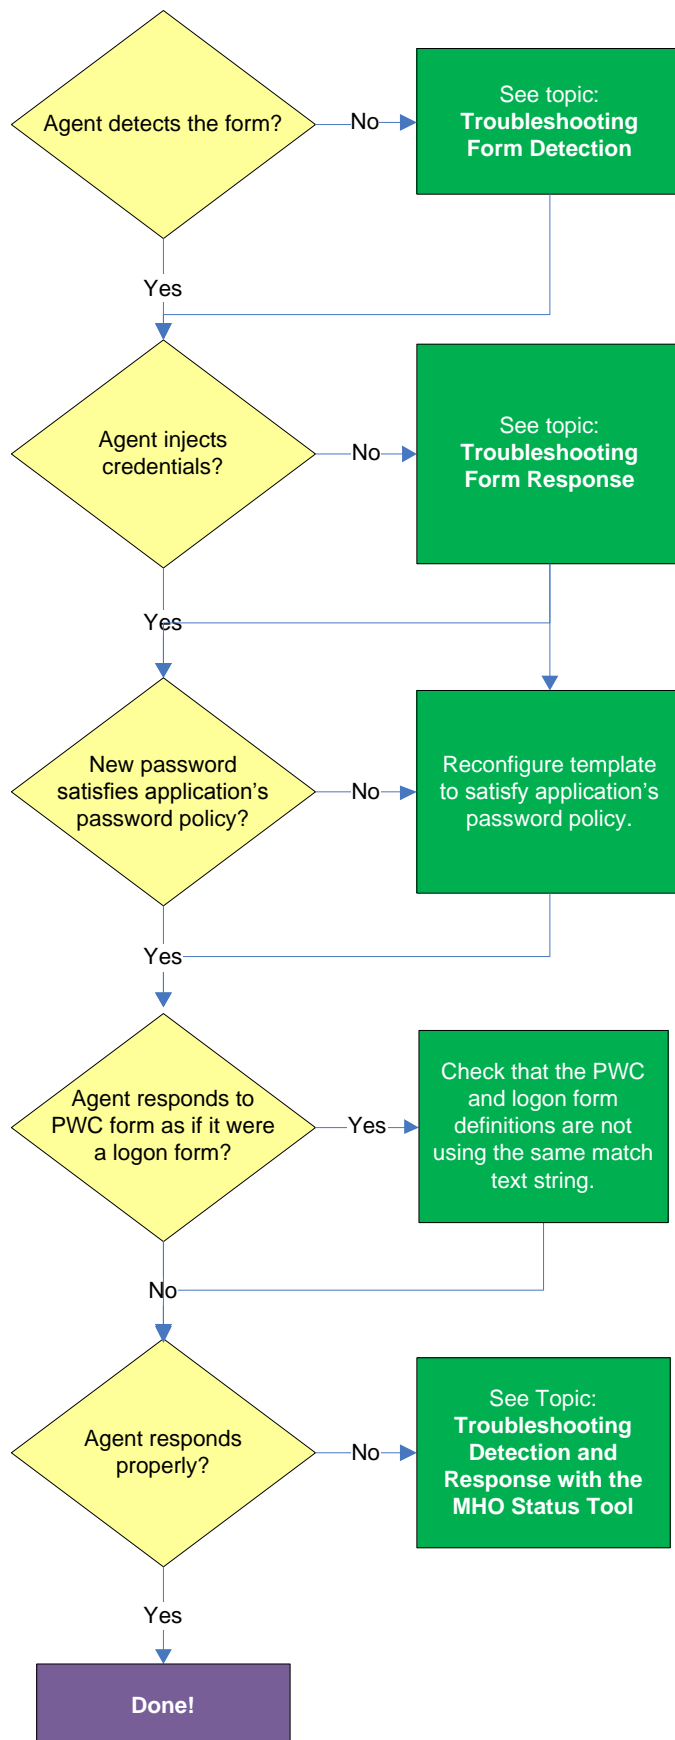 Agent detects the form?
No
See topic:
Troubleshooting
Form Detection
Yes
Agent injects
credentials?
No
See topic:
Troubleshooting
Form Response
Yes
New password
satisfies application’s
password policy?
No
Reconfigure template
to satisfy application’s
password policy.
Yes
Agent responds to
PWC form as if it were
a logon form?
Yes
Check that the PWC
and logon form
definitions are not
using the same match
text string.
No
Agent responds
properly?
No
See Topic:
Troubleshooting
Detection and
Response with the
MHO Status Tool
Yes
Done!